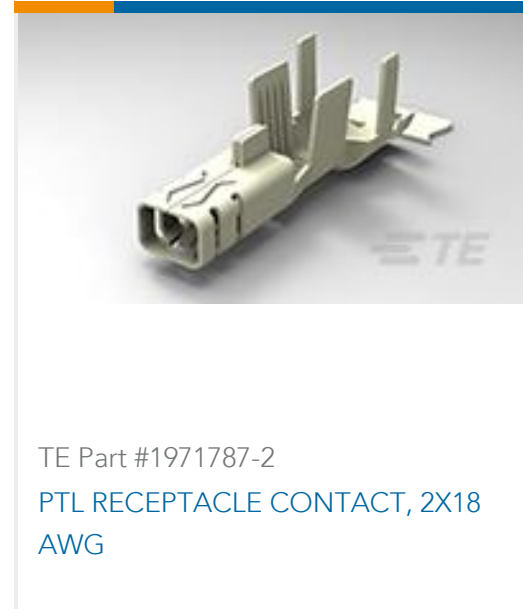 TE
TE Part #1971787-2
PTL RECEPTACLE CONTACT, 2X18
AWG